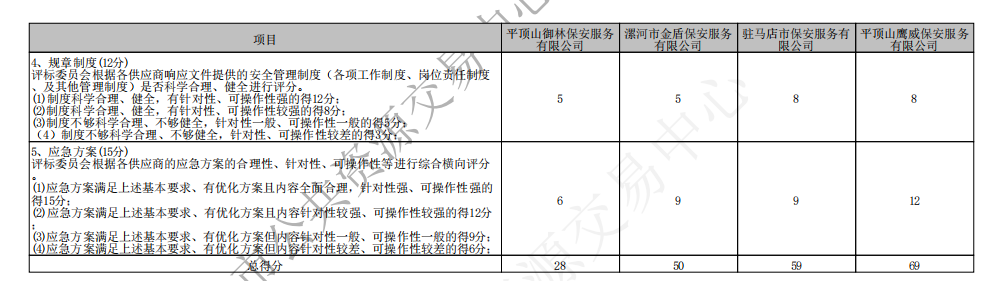 项目
平顶山御林保安服务有限公司
漯河市金盾保安服务有限公司
驻马店市保安服务有限公司
平顶山鹰威保安服务有限公司
4、规章制度(12分)
评标委员会根据各供应商响应文件提供的安全管理制度（各项工作制度、岗位责任制度
、及其他管理制度）是否科学合理、健全进行评分。
(1)制度科学合理、健全，有针对性、可操作性强的得12分；
(2)制度科学合理、健全，有针对性、可操作性较强的得8分；
(3)制度不够科学合理、不够健全，针对性一般、可操作性一般的得5分；
（4）制度不够科学合理、不够健全，针对性、可操作性较差的得3分；
5
5
8
8
5、应急方案(15分)
评标委员会根据各供应商的应急方案的合理性、针对性、可操作性等进行综合横向评分
。
(1)应急方案满足上述基本要求、有优化方案且内容全面合理，针对性强、可操作性强的
得15分；
(2)应急方案满足上述基本要求、有优化方案且内容针对性较强、可操作性较强的得12分
；
(3)应急方案满足上述基本要求、有优化方案但内容针对性一般、可操作性一般的得9分；
(4)应急方案满足上述基本要求、有优化方案但内容针对性较差、可操作性较差的得6分；
6
9
9
12
总得分
28
50
59
69
市公共资源交易中心
源交易中心